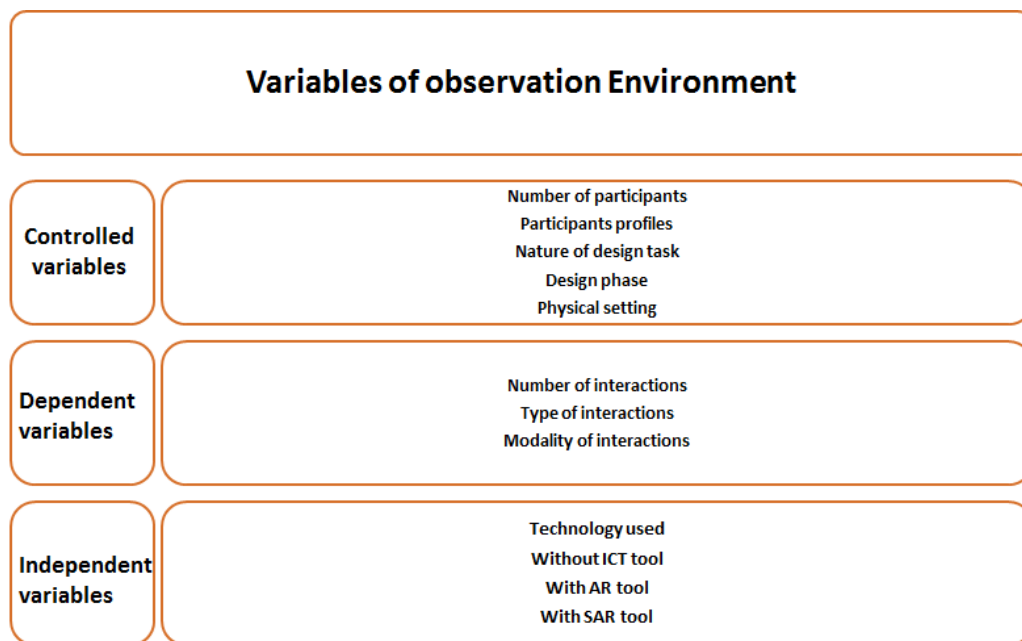 Variables of observation Environment
Controlled
variables
Number of participants
Participants profiles
Nature of design task
Design phase
Physical setting
Dependent
variables
Number of interactions
Type of interactions
Modality of interactions
Independent
variables
Technology used
Without ICT tool
With AR tool
With SAR tool